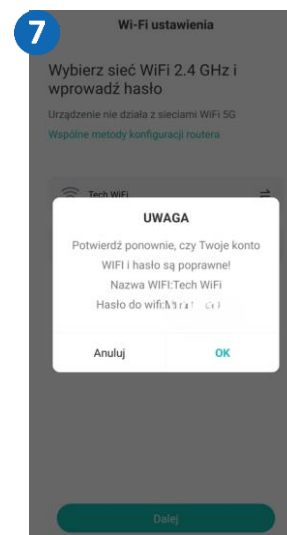 7
Wi-Fi ustawienia
Wybierz sieć WiFi 2.4 GHz i
wprowadź hasło
Urządzenie nie działa z sieciami WiFi 5G
Wspólne metody konfiguracji routera
Tech WiFi
UWAGA
Potwierdź ponownie, czy Twoje konto
WIFI i hasło są poprawne!
Nazwa WIFI:Tech WiFi
Hasło do wifi:
Anuluj
OK
Dalej